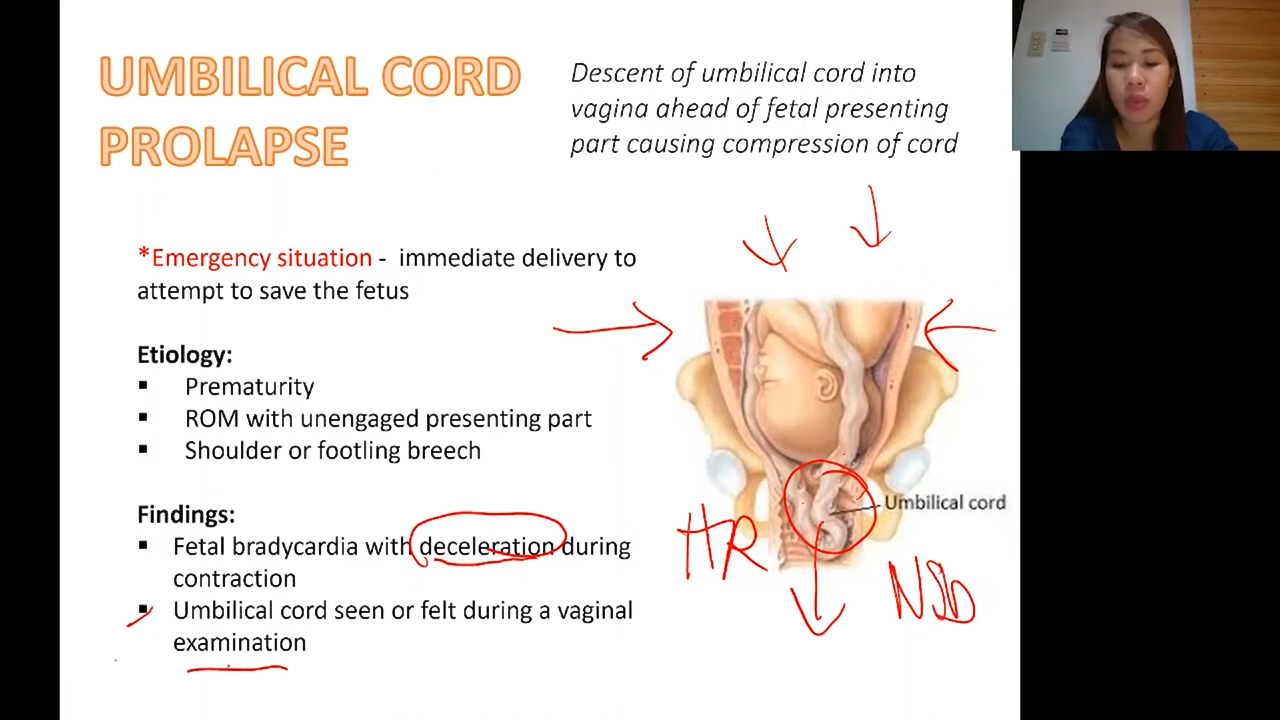 UMBILICAL CORD
PROLAPSE
Descent of umbilical cord into
vagina ahead of fetal presenting
part causing compression of cord
*Emergency situation - immediate delivery to
attempt to save the fetus
Etiology:
▪ Prematurity
▪ ROM with unengaged presenting part
▪ Shoulder or footling breech
Findings:
▪ Fetal bradycardia with deceleration during
contraction
▪ Umbilical cord seen or felt during a vaginal
examination
Umbilical cord
HR
NSD